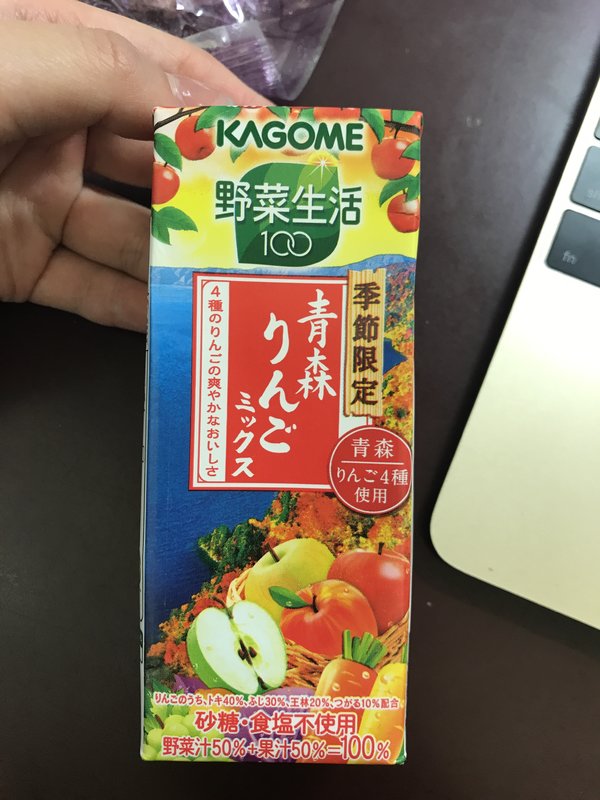 KAGOME
野菜生活
100
季節限定
青森
りんご
ミックス
4種のりんごの爽やかなおいしさ
青森
りんご4種
使用
りんごのうち、トキ40%、ふじ30%、王林20%、つがる10%配合
砂糖・食塩不使用
野菜汁50%+果汁50%=100%
fn